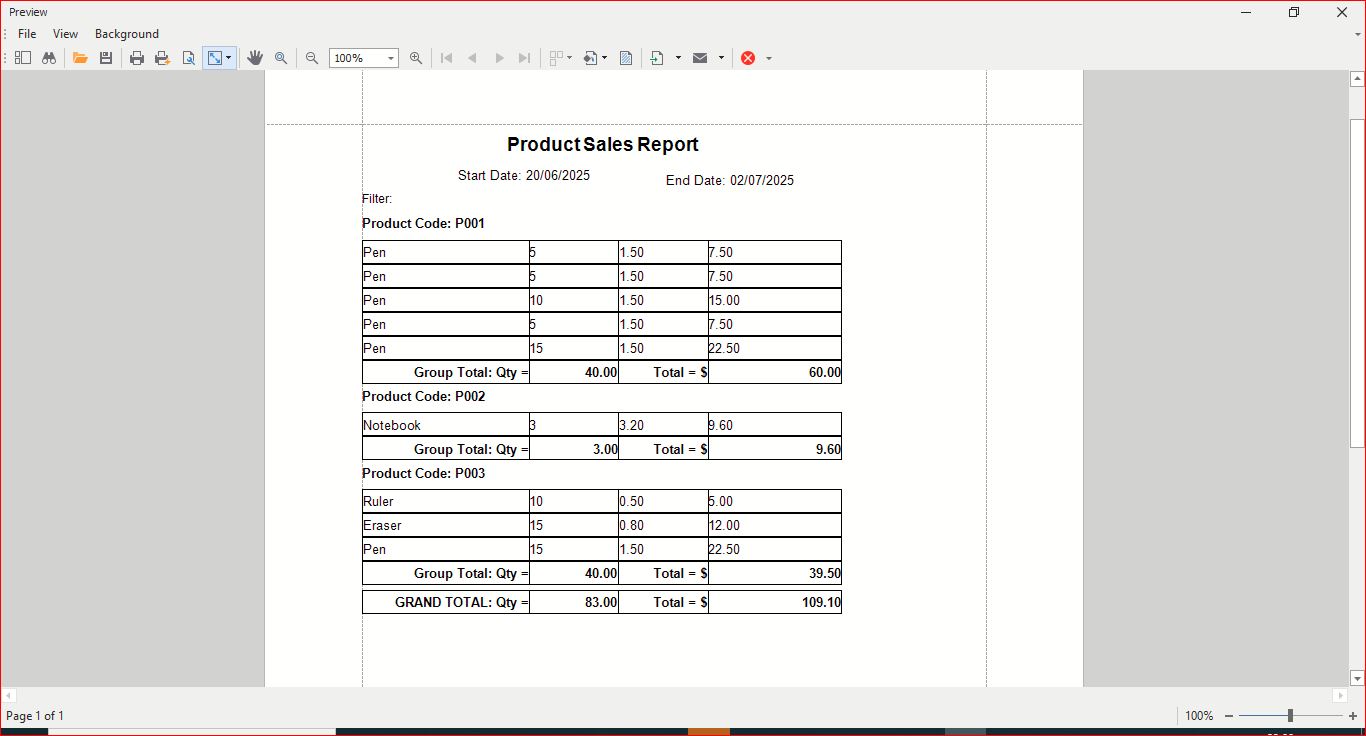 Preview
File View Background
100%
Product Sales Report
Start Date: 20/06/2025 End Date: 02/07/2025
Filter:
Product Code: P001
Pen 5 1.50 7.50
Pen 5 1.50 7.50
Pen 10 1.50 15.00
Pen 5 1.50 7.50
Pen 15 1.50 22.50
Group Total: Qty = 40.00 Total = $ 60.00
Product Code: P002
Notebook 3 3.20 9.60
Group Total: Qty = 3.00 Total = $ 9.60
Product Code: P003
Ruler 10 0.50 5.00
Eraser 15 0.80 12.00
Pen 15 1.50 22.50
Group Total: Qty = 40.00 Total = $ 39.50
GRAND TOTAL: Qty = 83.00 Total = $ 109.10
Page 1 of 1 100%